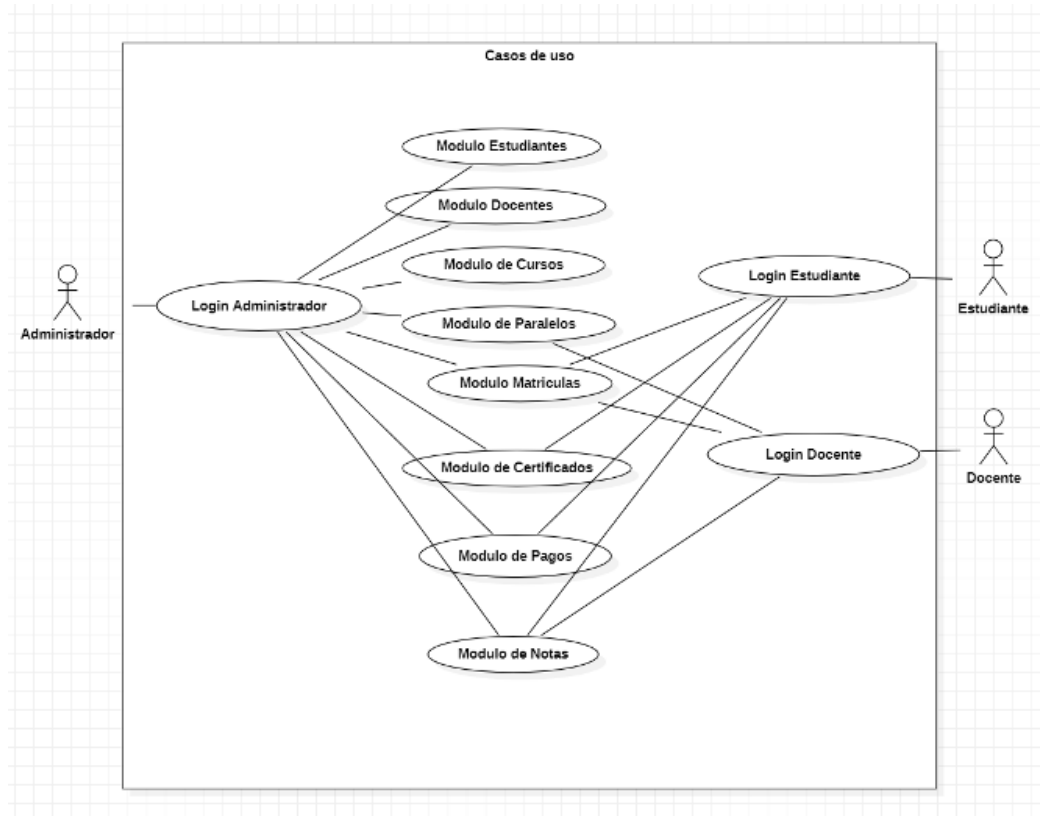 Casos de uso
Modulo Estudiantes
Modulo Docentes
Modulo de Cursos
Login Estudiante
Login Administrador
Modulo de Paralelos
Estudiante
Administrador
Modulo Matriculas
Login Docente
Docente
Modulo de Certificados
Modulo de Pagos
Modulo de Notas